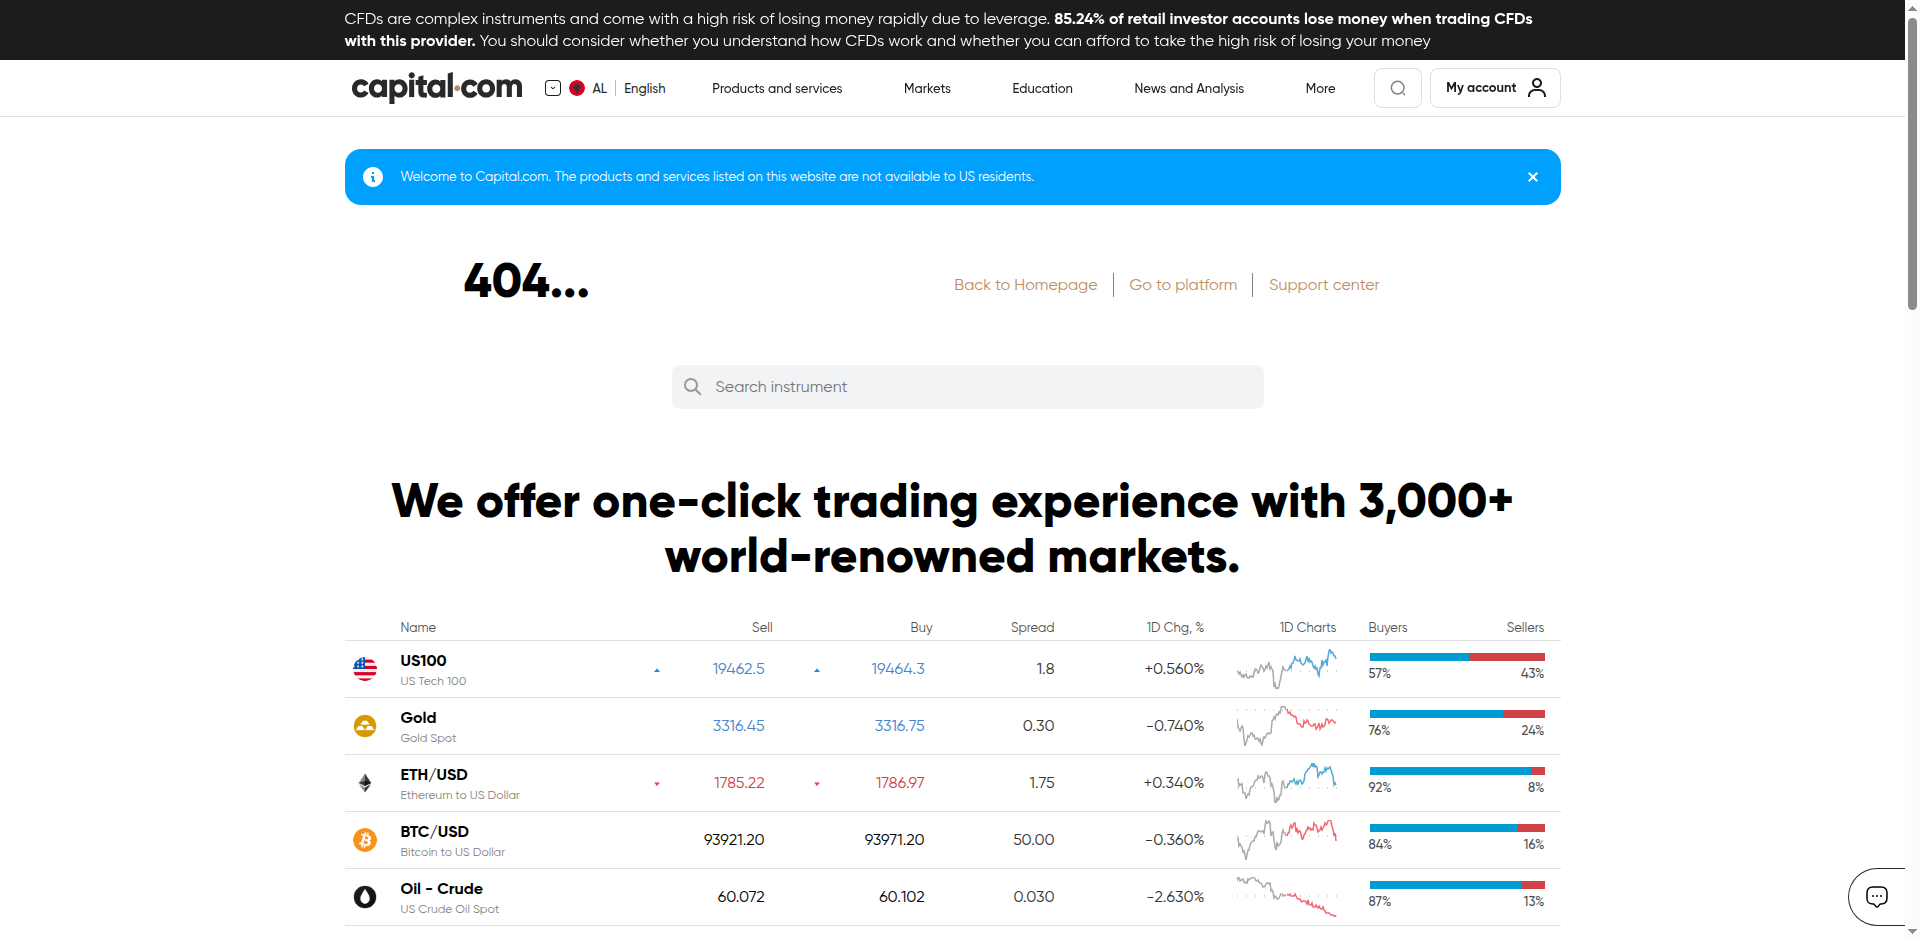 CFDs are complex instruments and come with a high risk of losing money rapidly due to leverage. 85.24% of retail investor accounts lose money when trading CFDs
with this provider. You should consider whether you understand how CFDs work and whether you can afford to take the high risk of losing your money
capital.com AL English Products and services Markets Education News and Analysis More My account
Welcome to Capital.com. The products and services listed on this website are not available to US residents.
404... Back to Homepage Go to platform Support center
Search instrument
We offer one-click trading experience with 3,000+
world-renowned markets.
Name Sell Buy Spread 1D Chg, % 1D Charts Buyers Sellers
US100 19462.5 19464.3 1.8 +0.560% 57% 43%
US Tech 100
Gold 3316.45 3316.75 0.30 -0.740% 76% 24%
Gold Spot
ETH/USD 1785.22 1786.97 1.75 +0.340% 92% 8%
Ethereum to US Dollar
BTC/USD 93921.20 93971.20 50.00 -0.360% 84% 16%
Bitcoin to US Dollar
Oil - Crude 60.072 60.102 0.030 -2.630% 87% 13%
US Crude Oil Spot